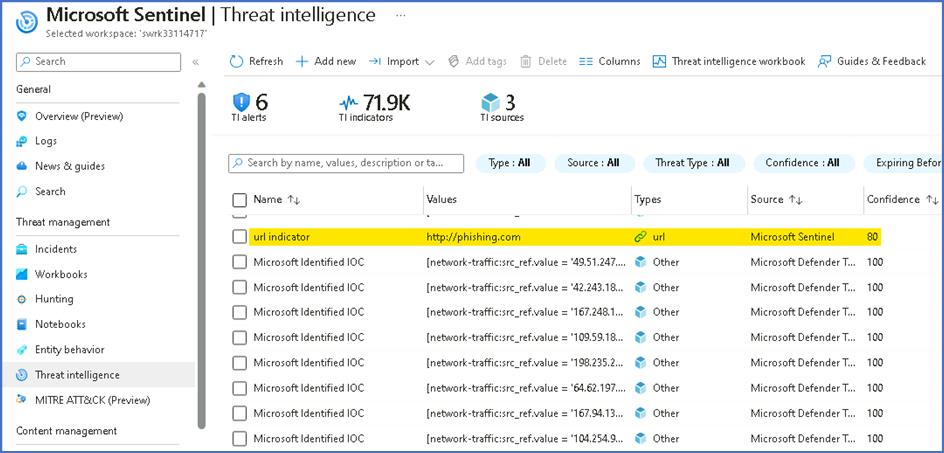 Microsoft Sentinel | Threat intelligence ...
Selected workspace: 'swrk33114717'
Search
General
Overview (Preview)
Logs
News & guides
Search
Threat management
Incidents
Workbooks
Hunting
Notebooks
Entity behavior
Threat intelligence
MITRE ATT&CK (Preview)
Content management
Refresh Add new Import Add tags Delete Columns Threat intelligence workbook Guides & Feedback
6 71.9K 3
TI alerts TI indicators TI sources
Search by name, values, description or ta... Type : All Source : All Threat Type : All Confidence : All Expiring Befor
Name Values Types Source Confidence
url indicator http://phishing.com url Microsoft Sentinel 80
Microsoft Identified IOC [network-traffic:src_ref.value = '49.51.247.... Other Microsoft Defender T... 100
Microsoft Identified IOC [network-traffic:src_ref.value = '42.243.18... Other Microsoft Defender T... 100
Microsoft Identified IOC [network-traffic:src_ref.value = '167.248.1... Other Microsoft Defender T... 100
Microsoft Identified IOC [network-traffic:src_ref.value = '109.59.18... Other Microsoft Defender T... 100
Microsoft Identified IOC [network-traffic:src_ref.value = '198.235.2... Other Microsoft Defender T... 100
Microsoft Identified IOC [network-traffic:src_ref.value = '64.62.197.... Other Microsoft Defender T... 100
Microsoft Identified IOC [network-traffic:src_ref.value = '167.94.13... Other Microsoft Defender T... 100
Microsoft Identified IOC [network-traffic:src_ref.value = '104.254.9... Other Microsoft Defender T... 100